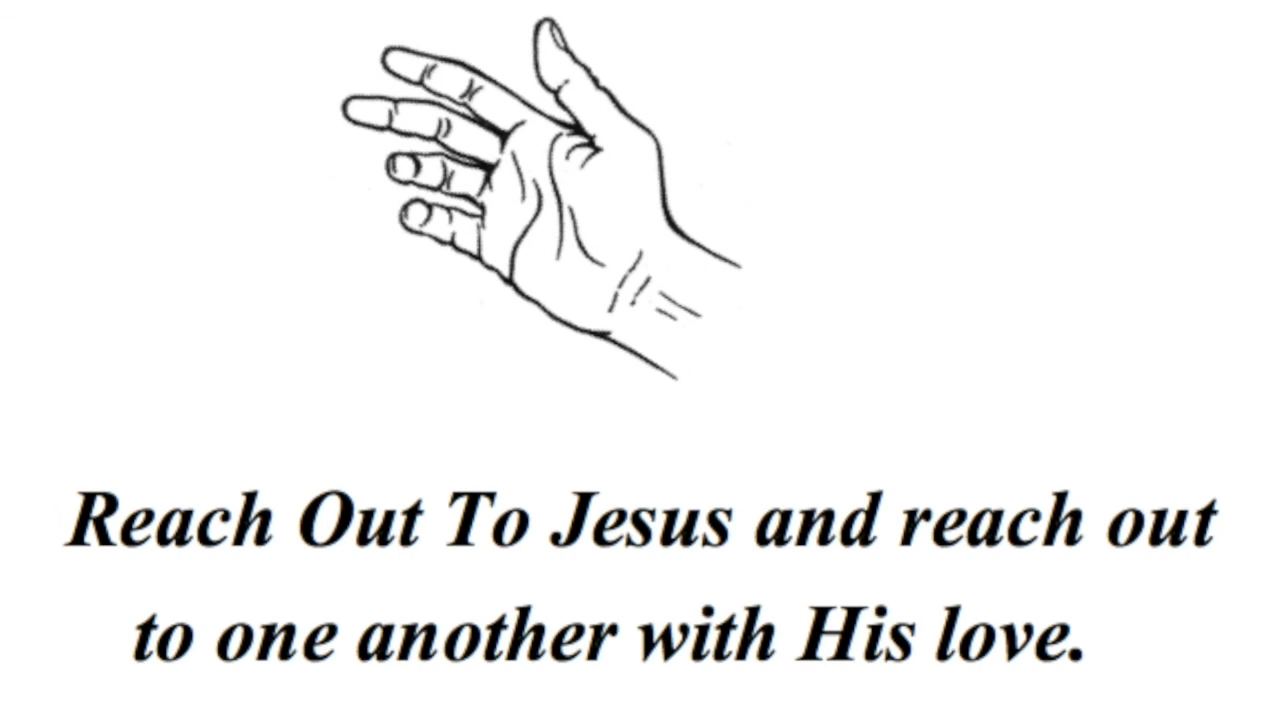 Reach Out To Jesus and reach out
to one another with His love.